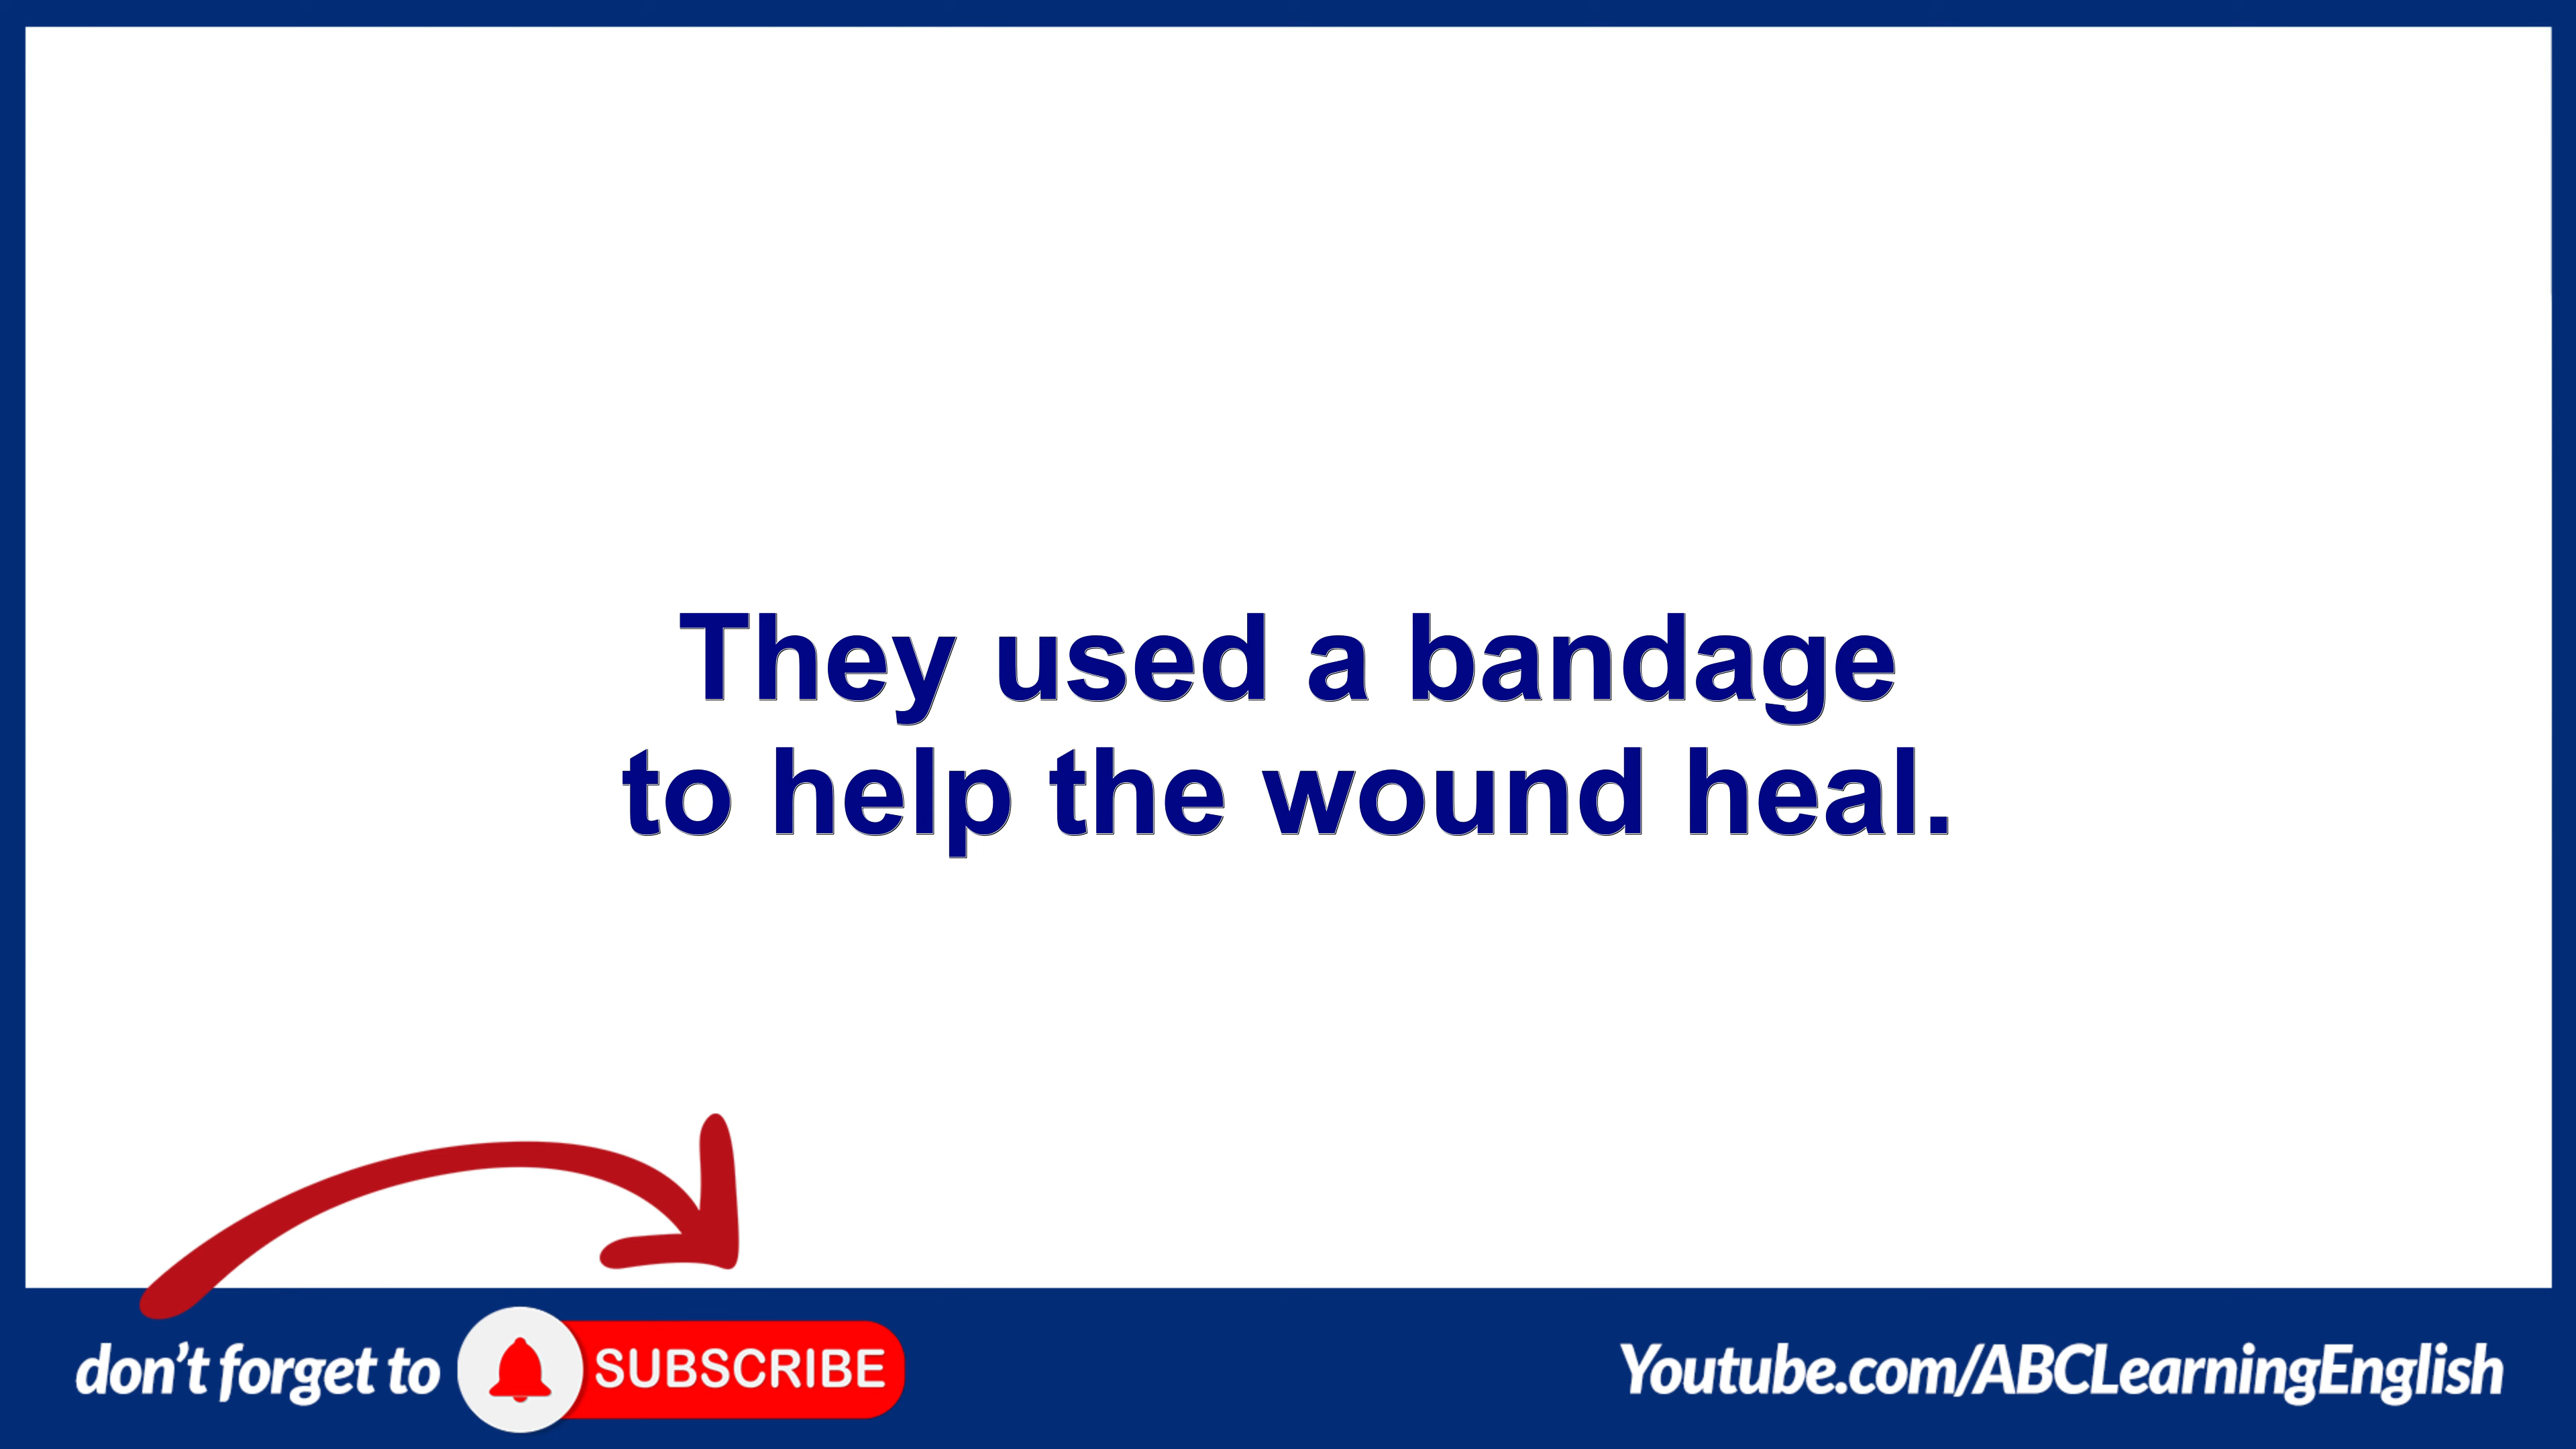 They used a bandage
to help the wound heal.
don't forget to SUBSCRIBE
Youtube.com/ABCLearningEnglish